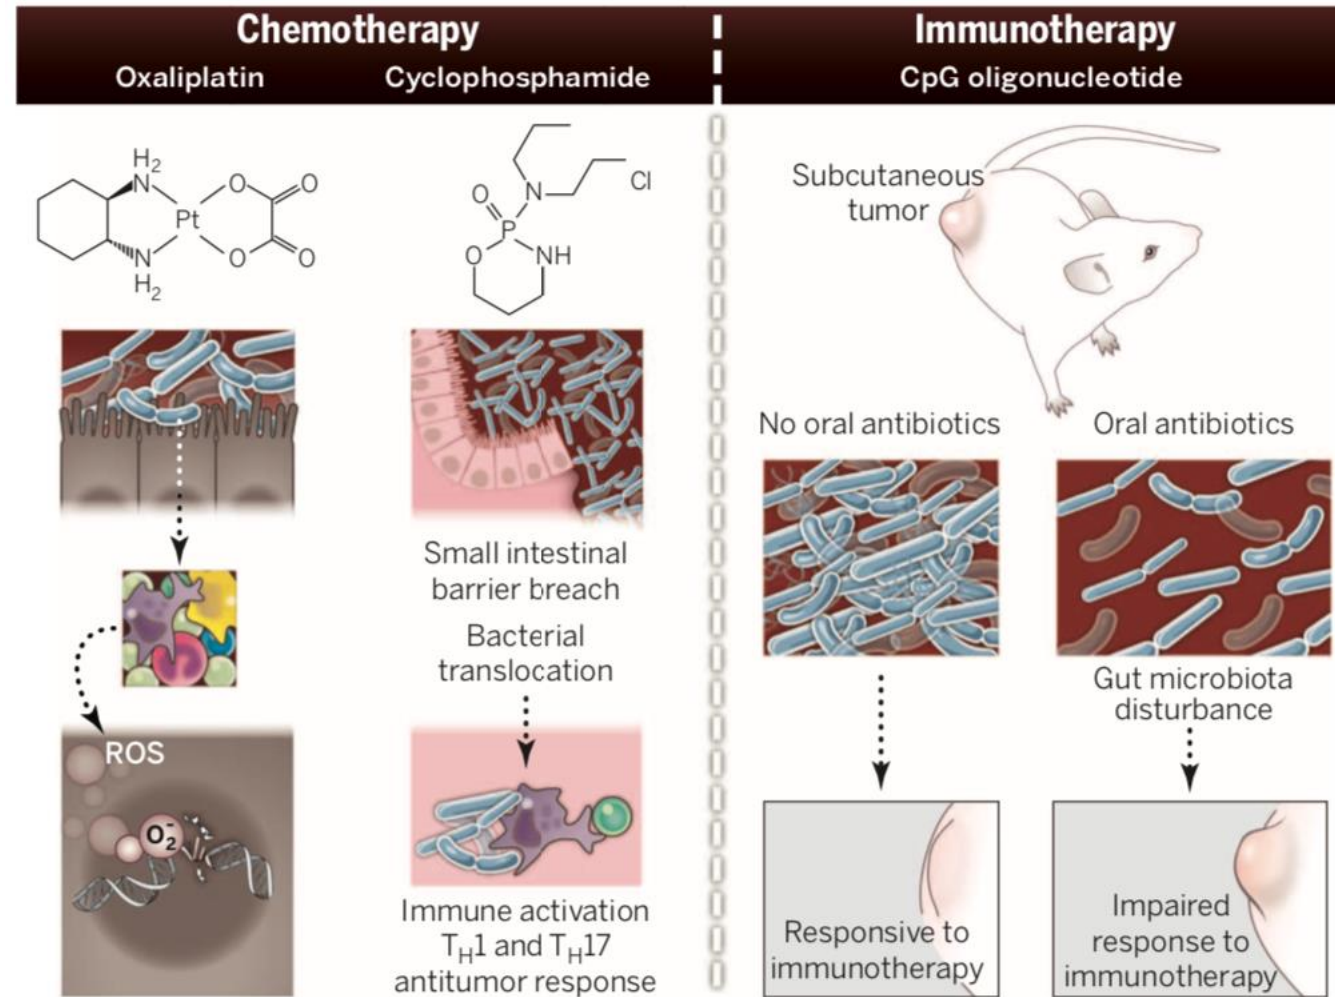 Chemotherapy
Oxaliplatin
Cyclophosphamide
Immunotherapy
CpG oligonucleotide
H2
N
Pt
N
H2
O
O
O
O
O
P
N
Cl
O
NH
Subcutaneous
tumor
No oral antibiotics
Oral antibiotics
Small intestinal
barrier breach
Bacterial
translocation
Gut microbiota
disturbance
ROS
O2-
Immune activation
TH1 and TH17
antitumor response
Responsive to
immunotherapy
Impaired
response to
immunotherapy